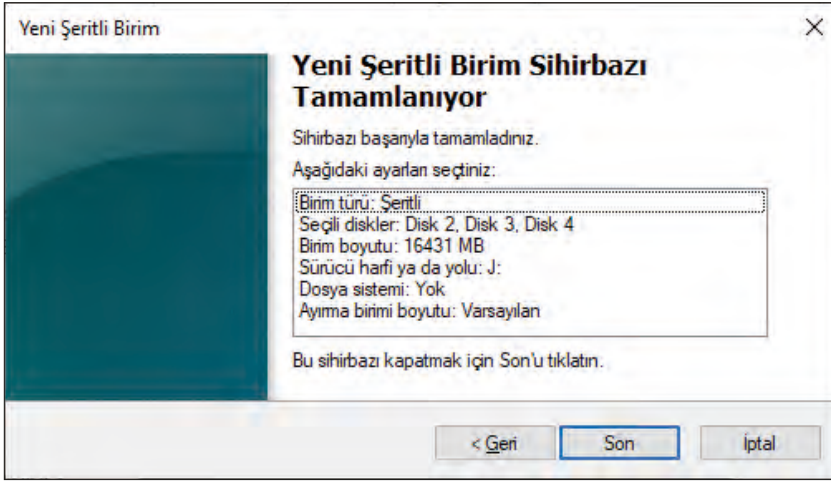 Yeni Şeritli Birim
Yeni Şeritli Birim Sihirbazı
Tamamlanıyor
Sihirbazı başarıyla tamamladınız.
Aşağıdaki ayarları seçtiniz:
Birim türü: Şeritli
Seçili diskler: Disk 2, Disk 3, Disk 4
Birim boyutu: 16431 MB
Sürücü harfi ya da yolu: J:
Dosya sistemi: Yok
Ayırma birimi boyutu: Varsayılan
Bu sihirbazı kapatmak için Son'u tıklatın.
< Geri Son İptal